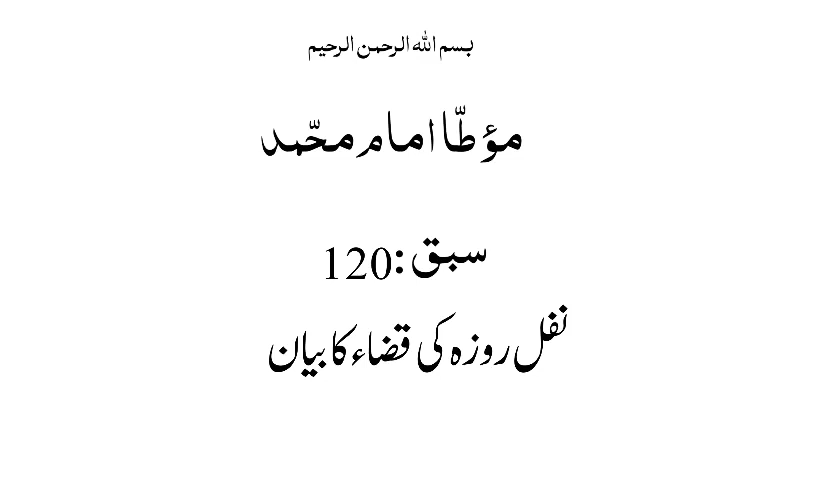 بسم اللہ الرحمن الرحیم
مؤطّا امام محمّد
سبق: 120
نفل روزہ کی قضاء کا بیان